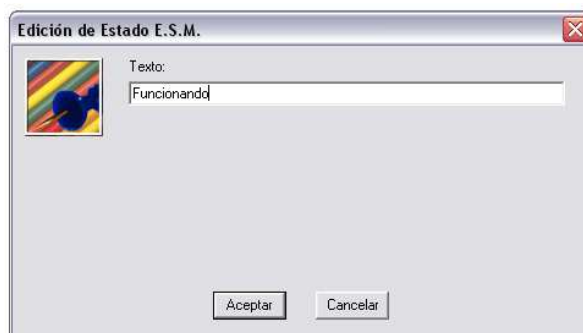 Edición de Estado E.S.M.
Texto:
Funcionando
Aceptar
Cancelar